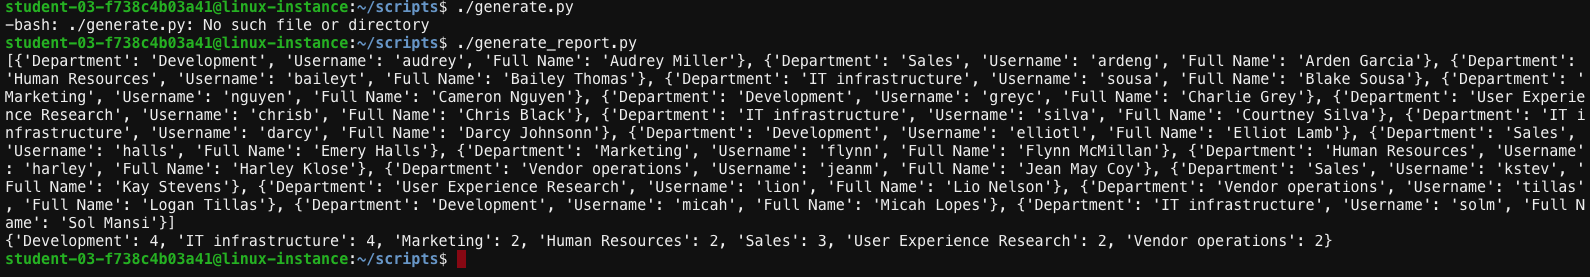 student-03-f738c4b03a41@linux-instance:~/scripts$ ./generate.py
-bash: ./generate.py: No such file or directory
student-03-f738c4b03a41@linux-instance:~/scripts$ ./generate_report.py
[{'Department': 'Development', 'Username': 'audrey', 'Full Name': 'Audrey Miller'}, {'Department': 'Sales', 'Username': 'ardeng', 'Full Name': 'Arden Garcia'}, {'Department':
'Human Resources', 'Username': 'baileyt', 'Full Name': 'Bailey Thomas'}, {'Department': 'IT infrastructure', 'Username': 'sousa', 'Full Name': 'Blake Sousa'}, {'Department': '
Marketing', 'Username': 'nguyen', 'Full Name': 'Cameron Nguyen'}, {'Department': 'Development', 'Username': 'greyc', 'Full Name': 'Charlie Grey'}, {'Department': 'User Experie
nce Research', 'Username': 'chrisb', 'Full Name': 'Chris Black'}, {'Department': 'IT infrastructure', 'Username': 'silva', 'Full Name': 'Courtney Silva'}, {'Department': 'IT i
nfrastructure', 'Username': 'darcy', 'Full Name': 'Darcy Johnsonn'}, {'Department': 'Development', 'Username': 'elliotl', 'Full Name': 'Elliot Lamb'}, {'Department': 'Sales',
'Username': 'halls', 'Full Name': 'Emery Halls'}, {'Department': 'Marketing', 'Username': 'flynn', 'Full Name': 'Flynn McMillan'}, {'Department': 'Human Resources', 'Username'
: 'harley', 'Full Name': 'Harley Klose'}, {'Department': 'Vendor operations', 'Username': 'jeanm', 'Full Name': 'Jean May Coy'}, {'Department': 'Sales', 'Username': 'kstev', '
Full Name': 'Kay Stevens'}, {'Department': 'User Experience Research', 'Username': 'lion', 'Full Name': 'Lio Nelson'}, {'Department': 'Vendor operations', 'Username': 'tillas'
, 'Full Name': 'Logan Tillas'}, {'Department': 'Development', 'Username': 'micah', 'Full Name': 'Micah Lopes'}, {'Department': 'IT infrastructure', 'Username': 'solm', 'Full N
ame': 'Sol Mansi'}]
{'Development': 4, 'IT infrastructure': 4, 'Marketing': 2, 'Human Resources': 2, 'Sales': 3, 'User Experience Research': 2, 'Vendor operations': 2}
student-03-f738c4b03a41@linux-instance:~/scripts$